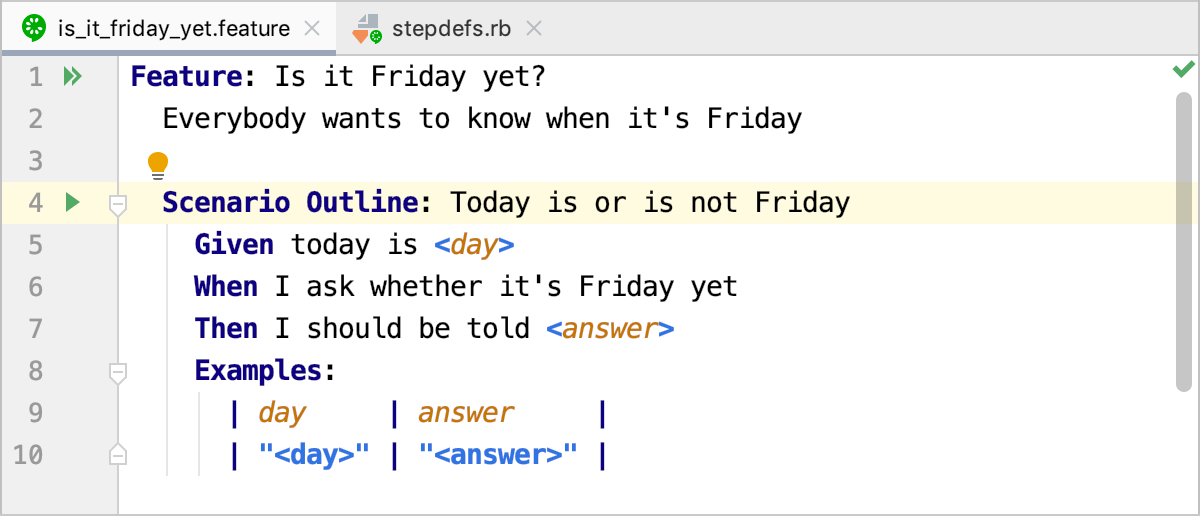 is_it_friday_yet.feature stepdefs.rb
1 Feature: Is it Friday yet?
2 Everybody wants to know when it's Friday
3
4 Scenario Outline: Today is or is not Friday
5 Given today is <day>
6 When I ask whether it's Friday yet
7 Then I should be told <answer>
8 Examples:
9 | day | answer |
10 | "<day>" | "<answer>" |